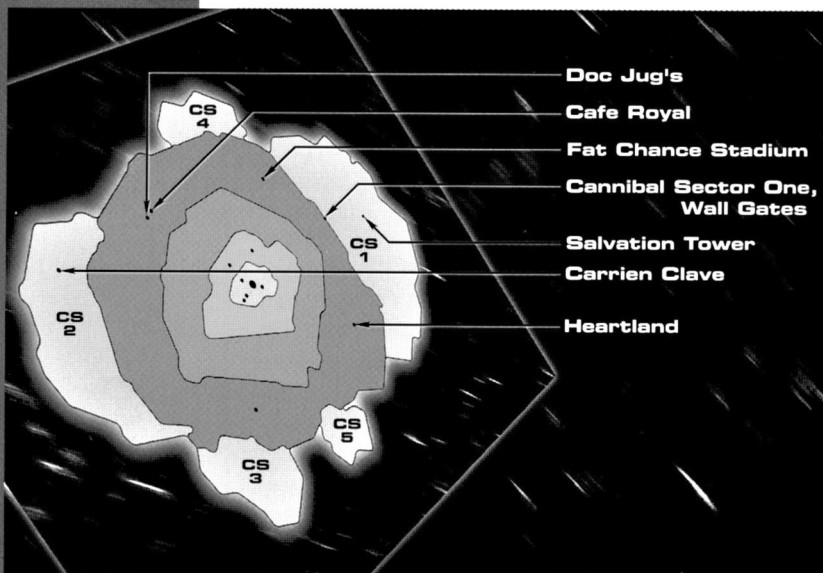 Doc Jug's
Cafe Royal
Fat Chance Stadium
Cannibal Sector One,
Wall Gates
Salvation Tower
Carrien Clave
Heartland
CS
4
CS
1
CS
2
CS
5
CS
3